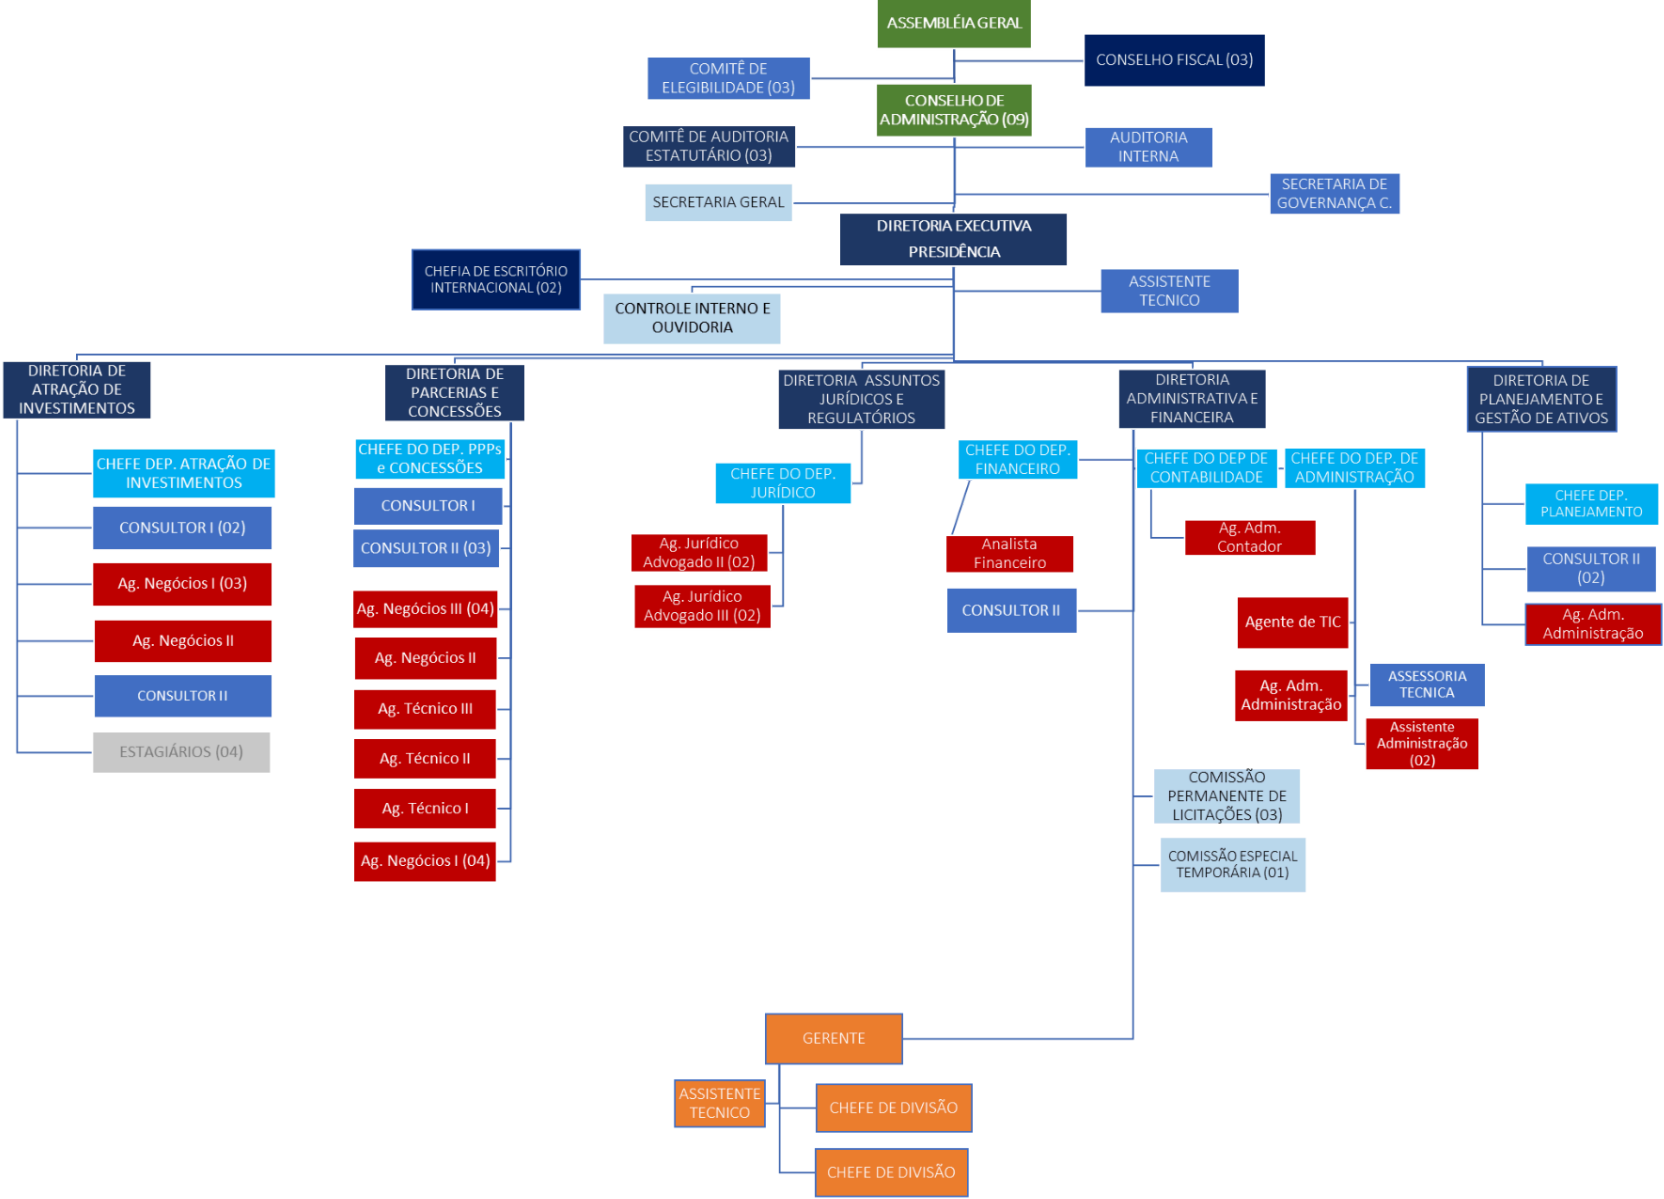 ASSEMBLÉIA GERAL
CONSELHO FISCAL (03)
COMITÊ DE
ELEGIBILIDADE (03)
CONSELHO DE
ADMINISTRAÇÃO (09)
COMITÊ DE AUDITORIA
ESTATUTÁRIO (03)
AUDITORIA
INTERNA
SECRETARIA GERAL
SECRETARIA DE
GOVERNANÇA C.
DIRETORIA EXECUTIVA
PRESIDÊNCIA
CHEFIA DE ESCRITÓRIO
INTERNACIONAL (02)
ASSISTENTE
TECNICO
CONTROLE INTERNO E
OUVIDORIA
DIRETORIA DE
ATRAÇÃO DE
INVESTIMENTOS
CHEFE DEP. ATRAÇÃO DE
INVESTIMENTOS
CONSULTOR I (02)
Ag. Negócios I (03)
Ag. Negócios II
CONSULTOR II
ESTAGIÁRIOS (04)
DIRETORIA DE
PARCERIAS E
CONCESSÕES
CHEFE DO DEP. PPPs
e CONCESSÕES
CONSULTOR I
CONSULTOR II (03)
Ag. Negócios III (04)
Ag. Negócios II
Ag. Técnico III
Ag. Técnico II
Ag. Técnico I
Ag. Negócios I (04)
DIRETORIA ASSUNTOS
JURÍDICOS E
REGULATÓRIOS
CHEFE DO DEP.
JURÍDICO
Ag. Jurídico
Advogado II (02)
Ag. Jurídico
Advogado III (02)
DIRETORIA
ADMINISTRATIVA E
FINANCEIRA
CHEFE DO DEP.
FINANCEIRO
Analista
Financeiro
CONSULTOR II
CHEFE DO DEP DE
CONTABILIDADE
Ag. Adm.
Contador
CHEFE DO DEP. DE
ADMINISTRAÇÃO
Agente de TIC
Ag. Adm.
Administração
ASSESSORIA
TECNICA
Assistente
Administração
(02)
COMISSÃO
PERMANENTE DE
LICITAÇÕES (03)
COMISSÃO ESPECIAL
TEMPORÁRIA (01)
DIRETORIA DE
PLANEJAMENTO E
GESTÃO DE ATIVOS
CHEFE DEP.
PLANEJAMENTO
CONSULTOR II
(02)
Ag. Adm.
Administração
GERENTE
ASSISTENTE
TECNICO
CHEFE DE DIVISÃO
CHEFE DE DIVISÃO